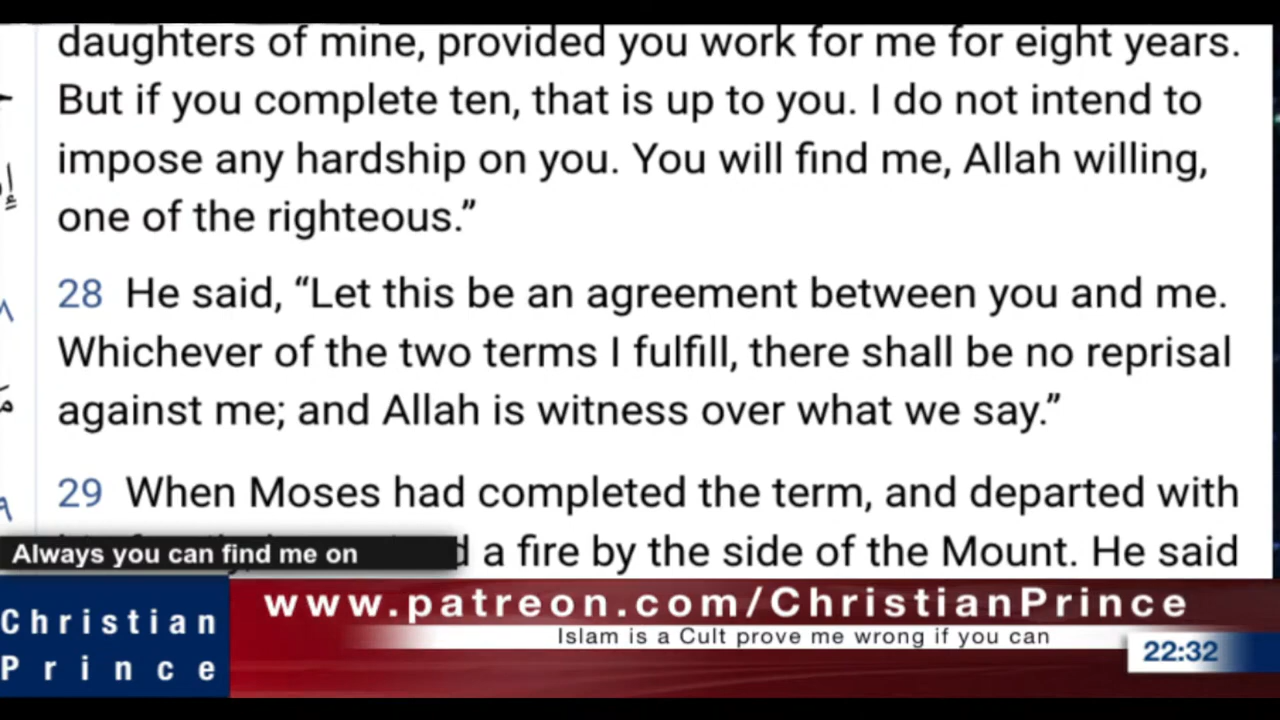 daughters of mine, provided you work for me for eight years.
But if you complete ten, that is up to you. I do not intend to
impose any hardship on you. You will find me, Allah willing,
one of the righteous.”
28 He said, “Let this be an agreement between you and me.
Whichever of the two terms I fulfill, there shall be no reprisal
against me; and Allah is witness over what we say.”
29 When Moses had completed the term, and departed with
a fire by the side of the Mount. He said
Always you can find me on
www.patreon.com/ChristianPrince
Christian
Prince
Islam is a Cult prove me wrong if you can
22:32